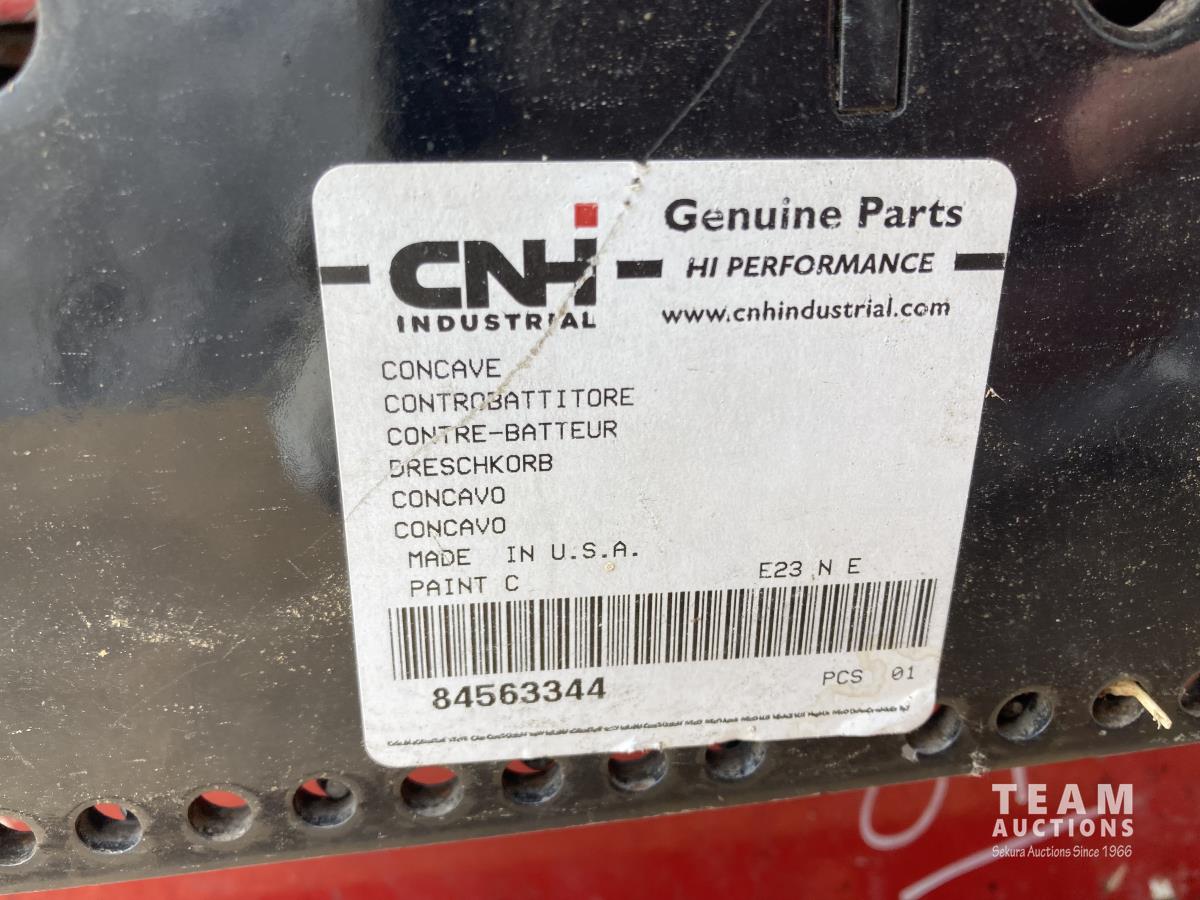 CNH
INDUSTRIAL
Genuine Parts
HI PERFORMANCE
www.cnhindustrial.com
CONCAVE
CONTROBATTITORE
CONTRE-BATTEUR
DRESCHKORB
CONCAVO
CONCAVO
MADE IN U.S.A.
PAINT C
E23 N E
84563344
PCS 01
TEAM
AUCTIONS
Sekura Auctions Since 1966